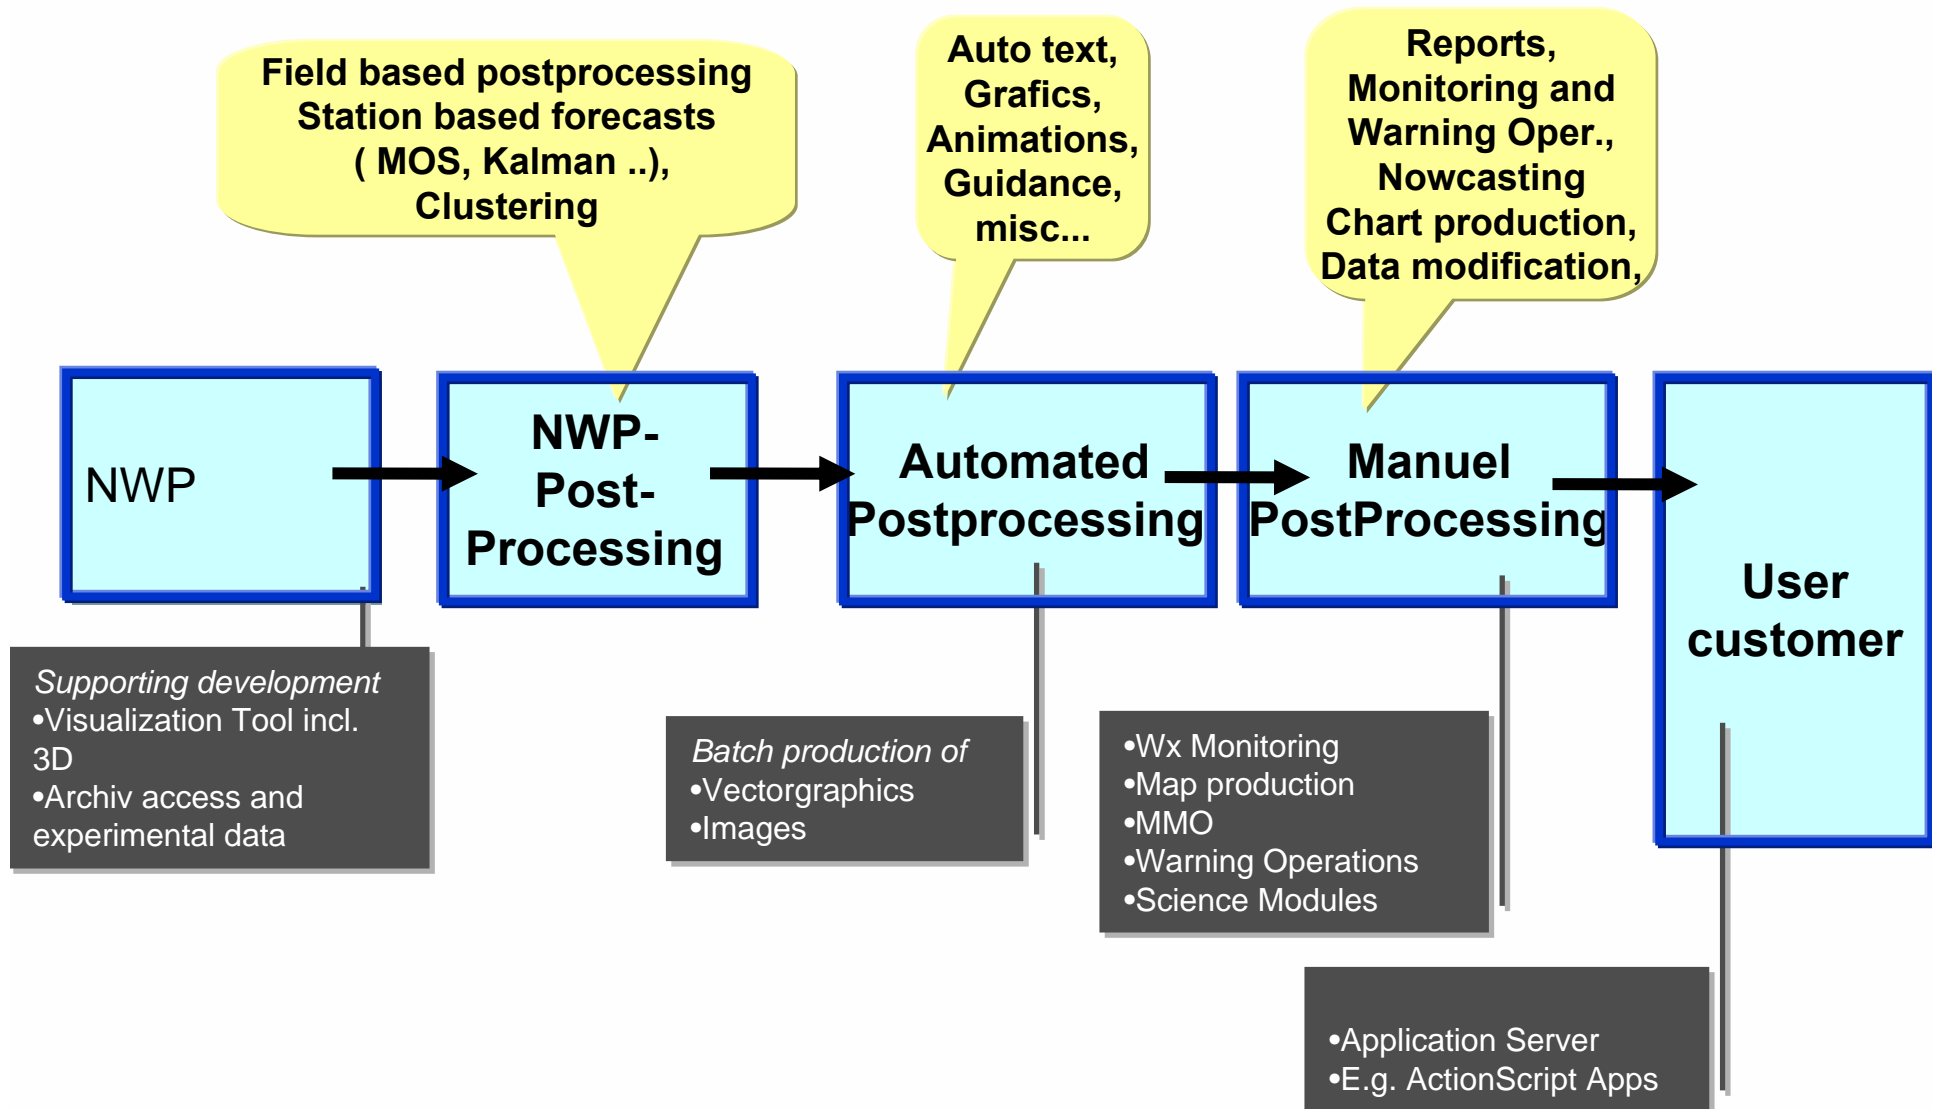 Field based postprocessing
Station based forecasts
( MOS, Kalman ..),
Clustering
Auto text,
Grafics,
Animations,
Guidance,
misc...
Reports,
Monitoring and
Warning Oper.,
Nowcasting
Chart production,
Data modification,
NWP
NWP-
Post-
Processing
Automated
Postprocessing
Manuel
PostProcessing
User
customer
Supporting development
•Visualization Tool incl.
3D
•Archiv access and
experimental data
Batch production of
•Vectorgraphics
•Images
•Wx Monitoring
•Map production
•MMO
•Warning Operations
•Science Modules
•Application Server
•E.g. ActionScript Apps